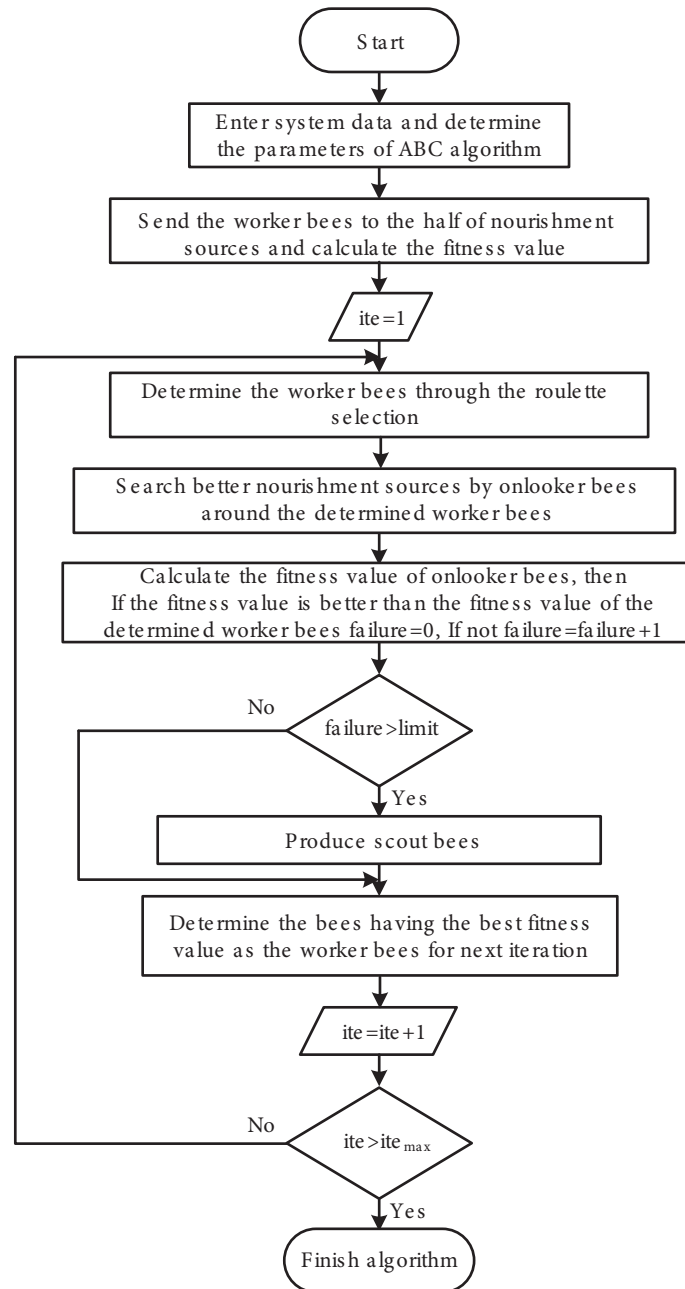 Start
Enter system data and determine
the parameters of ABC algorithm
Send the worker bees to the half of nourishment
sources and calculate the fitness value
ite=1
Determine the worker bees through the roulette
selection
Search better nourishment sources by onlooker bees
around the determined worker bees
Calculate the fitness value of onlooker bees, then
If the fitness value is better than the fitness value of the
determined worker bees failure=0, If not failure=failure+1
No
failure>limit
Yes
Produce scout bees
Determine the bees having the best fitness
value as the worker bees for next iteration
ite=ite+1
No
ite>ite_max
Yes
Finish algorithm